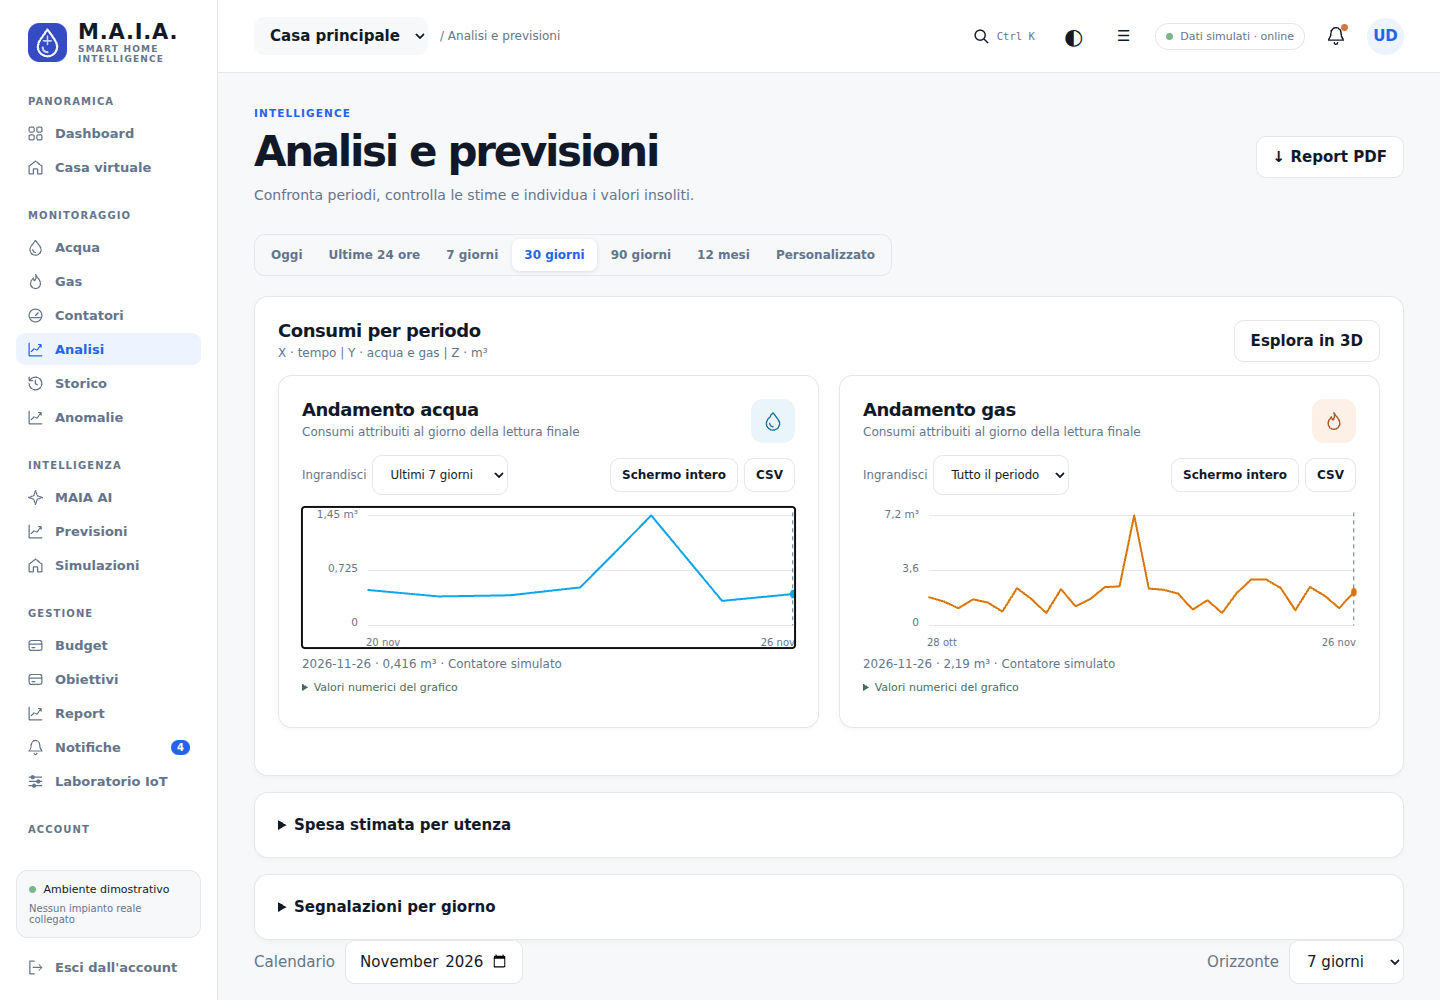 M.A.I.A.
SMART HOME
INTELLIGENCE
PANORAMICA
Dashboard
Casa virtuale
MONITORAGGIO
Acqua
Gas
Contatori
Analisi
Storico
Anomalie
INTELLIGENZA
MAIA AI
Previsioni
Simulazioni
GESTIONE
Budget
Obiettivi
Report
Notifiche 4
Laboratorio IoT
ACCOUNT
Ambiente dimostrativo
Nessun impianto reale
collegato
Esci dall'account
Casa principale / Analisi e previsioni Ctrl K Dati simulati · online UD
INTELLIGENCE
Analisi e previsioni
Confronta periodi, controlla le stime e individua i valori insoliti.
↓ Report PDF
Oggi Ultime 24 ore 7 giorni 30 giorni 90 giorni 12 mesi Personalizzato
Consumi per periodo
X · tempo | Y · acqua e gas | Z · m³
Esplora in 3D
Andamento acqua
Consumi attribuiti al giorno della lettura finale
Ingrandisci Ultimi 7 giorni Schermo intero CSV
1,45 m³
0,725
0
20 nov 26 nov
2026-11-26 · 0,416 m³ · Contatore simulato
Valori numerici del grafico
Andamento gas
Consumi attribuiti al giorno della lettura finale
Ingrandisci Tutto il periodo Schermo intero CSV
7,2 m³
3,6
0
28 ott 26 nov
2026-11-26 · 2,19 m³ · Contatore simulato
Valori numerici del grafico
Spesa stimata per utenza
Segnalazioni per giorno
Calendario November 2026 Orizzonte 7 giorni